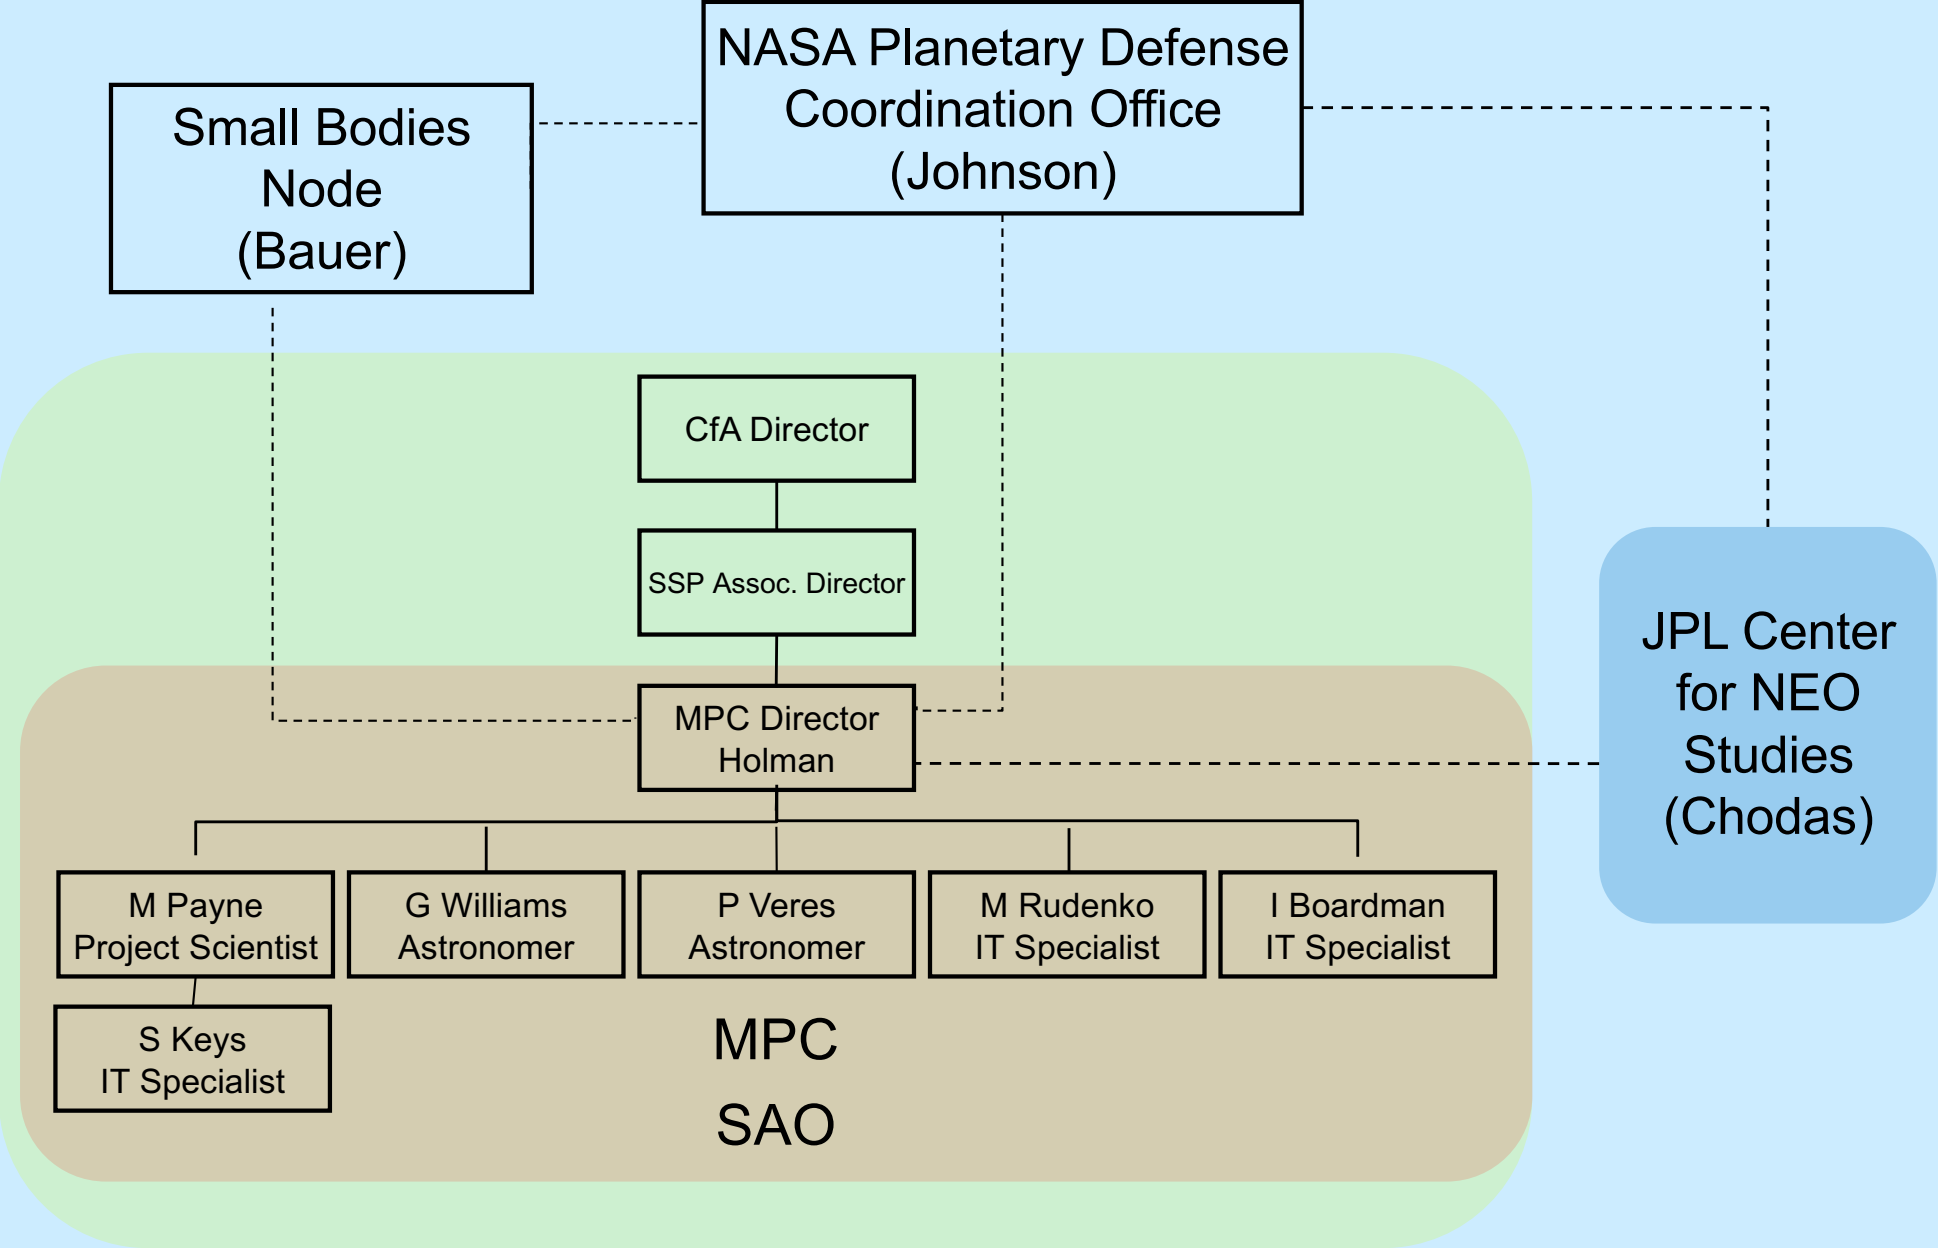 NASA Planetary Defense
Coordination Office
(Johnson)
Small Bodies
Node
(Bauer)
CfA Director
SSP Assoc. Director
MPC Director
Holman
JPL Center
for NEO
Studies
(Chodas)
M Payne
Project Scientist
G Williams
Astronomer
P Veres
Astronomer
M Rudenko
IT Specialist
I Boardman
IT Specialist
S Keys
IT Specialist
MPC
SAO